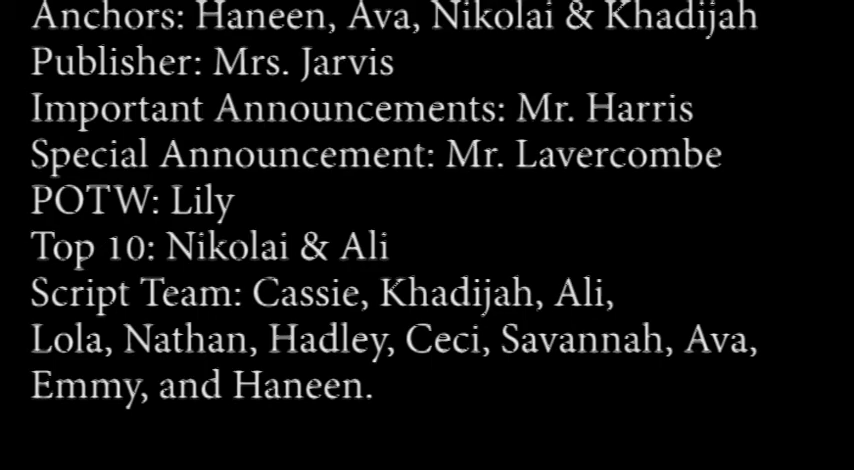 Anchors: Haneen, Ava, Nikolai & Khadijah
Publisher: Mrs. Jarvis
Important Announcements: Mr. Harris
Special Announcement: Mr. Lavercombe
POTW: Lily
Top 10: Nikolai & Ali
Script Team: Cassie, Khadijah, Ali,
Lola, Nathan, Hadley, Ceci, Savannah, Ava,
Emmy, and Haneen.